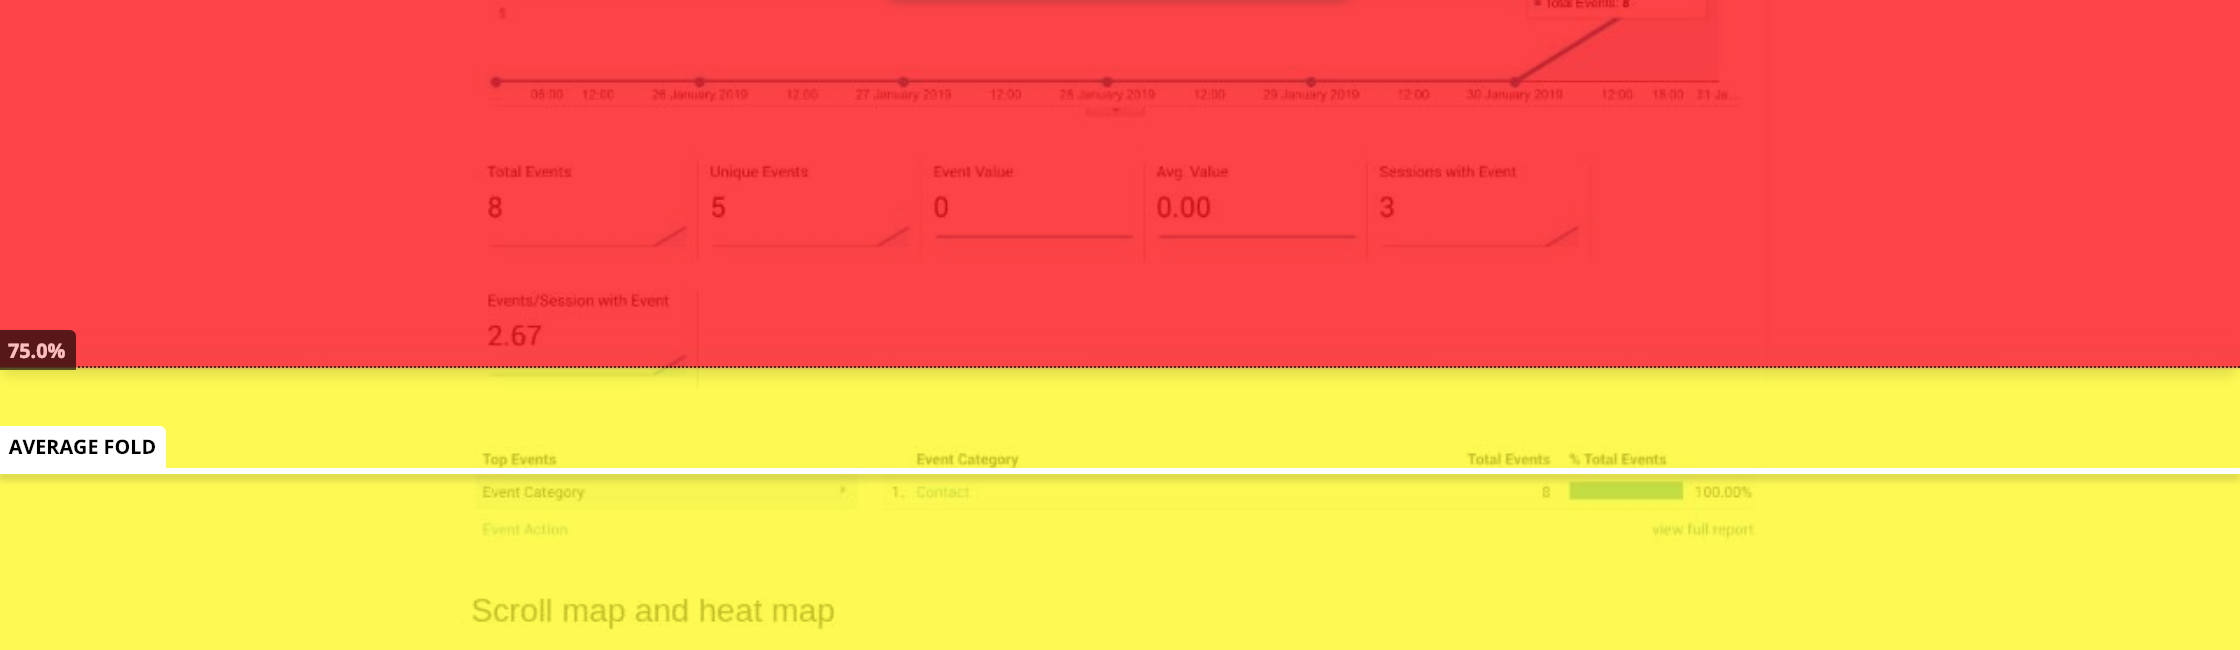 Total Events: 8
5
06:00 12:00 26 January 2019 12:00 27 January 2019 12:00 28 January 2019 12:00 29 January 2019 12:00 30 January 2019 12:00 18:00 31 Ja...
Total Events Unique Events Event Value Avg. Value Sessions with Event
8 5 0 0.00 3
Events/Session with Event
2.67
75.0%
AVERAGE FOLD
Top Events Event Category Total Events % Total Events
Event Category 1. Contact 8 100.00%
Event Action view full report
Scroll map and heat map